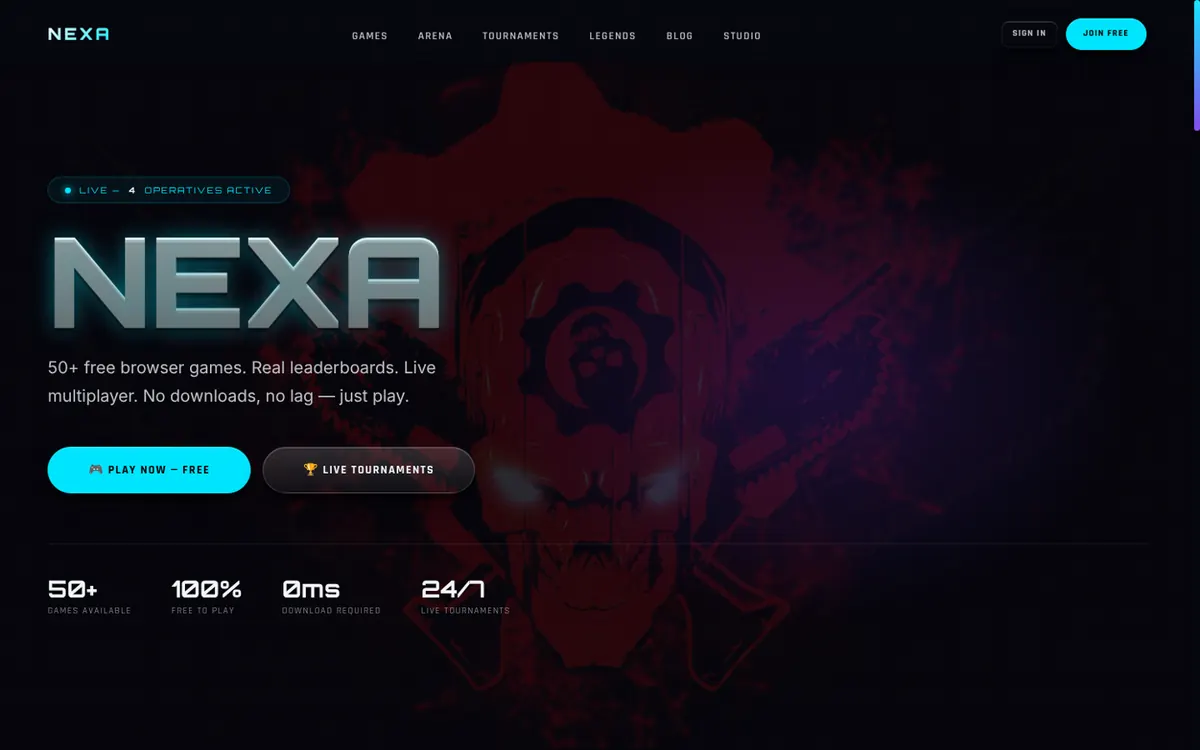 NEXA
GAMES ARENA TOURNAMENTS LEGENDS BLOG STUDIO
SIGN IN
JOIN FREE
LIVE — 4 OPERATIVES ACTIVE
NEXA
50+ free browser games. Real leaderboards. Live
multiplayer. No downloads, no lag — just play.
🎮 PLAY NOW — FREE
🏆 LIVE TOURNAMENTS
50+
GAMES AVAILABLE
100%
FREE TO PLAY
0ms
DOWNLOAD REQUIRED
24/7
LIVE TOURNAMENTS